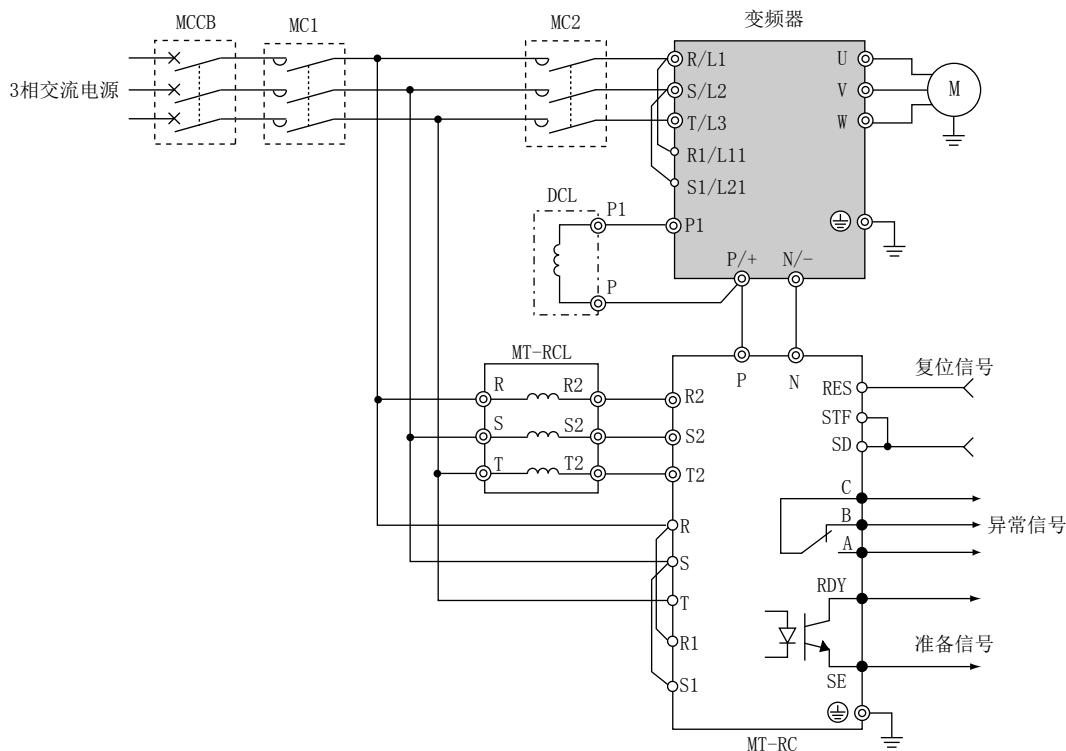 变频器
MCCB
MC1
MC2
3相交流电源
R/L1
S/L2
T/L3
R1/L11
S1/L21
U
V
W
M
DCL
P1
P1
P
P/+
N/-
MT-RCL
R
R2
S
S2
T
T2
P
N
R2
S2
T2
R
S
T
R1
S1
RES
复位信号
STF
SD
C
B
异常信号
A
RDY
准备信号
SE
MT-RC